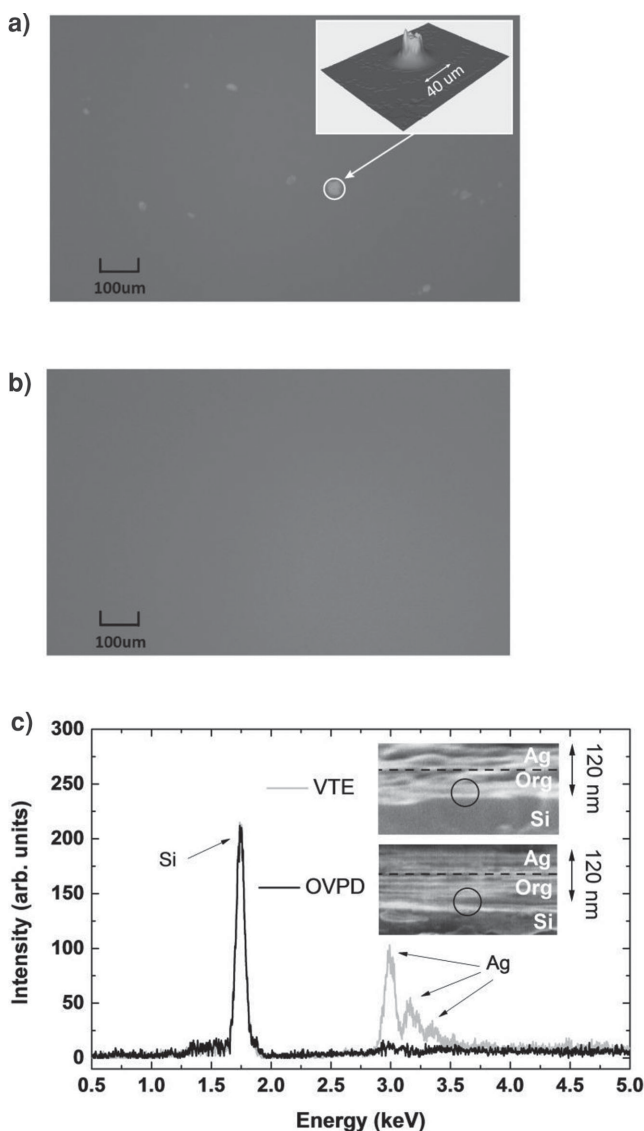 a)
40 um
100um
b)
100um
c)
300
250
200
150
100
50
0
Intensity (arb. units)
VTE
OVPD
Si
Ag
Org
Si
120 nm
Ag
Org
Si
120 nm
Ag
0.5 1.0 1.5 2.0 2.5 3.0 3.5 4.0 4.5 5.0
Energy (keV)